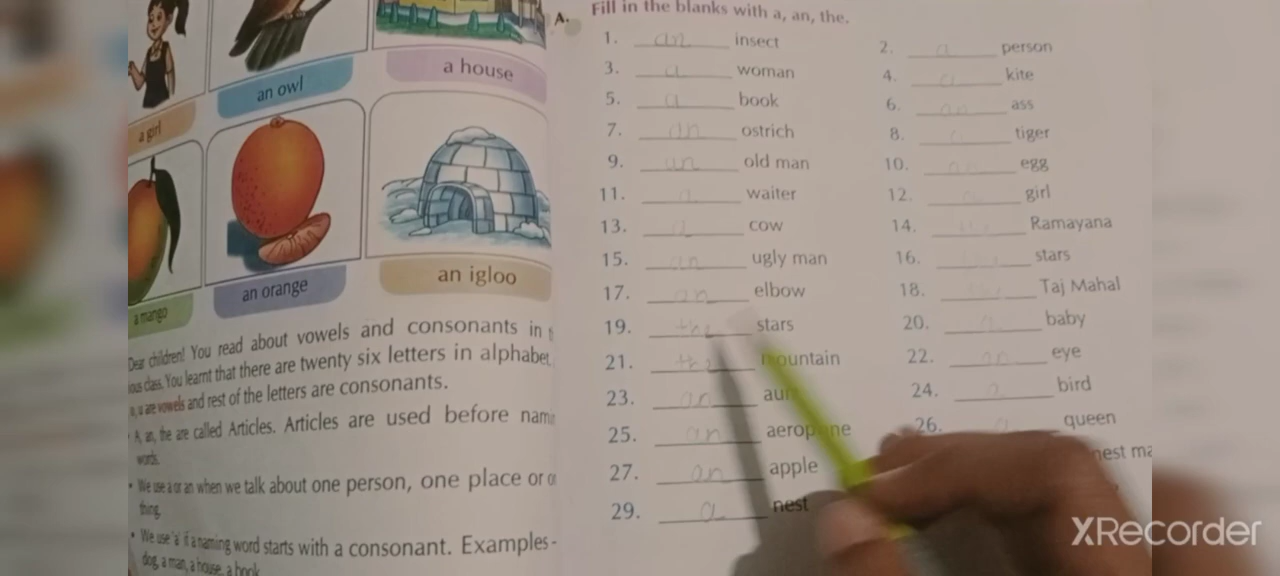 a girl
an owl
a house
a mango
an orange
an igloo
Dear children! You read about vowels and consonants in
ious class. You learnt that there are twenty six letters in alphabet
u are vowels and rest of the letters are consonants.
• A, an, the are called Articles. Articles are used before nami
words.
• We use a or an when we talk about one person, one place or o
thing.
• We use 'a' if a naming word starts with a consonant. Examples-
dog, a man, a house, a book
A. Fill in the blanks with a, an, the.
1. an insect 2. a person
3. a woman 4. a kite
5. a book 6. an ass
7. an ostrich 8. a tiger
9. an old man 10. an egg
11. a waiter 12. girl
13. a cow 14. Ramayana
15. an ugly man 16. stars
17. an elbow 18. Taj Mahal
19. the stars 20. a baby
21. the mountain 22. an eye
23. an 24. a bird
25. an 26. a queen
27. an apple nest ma
29. a nest
XRecorder